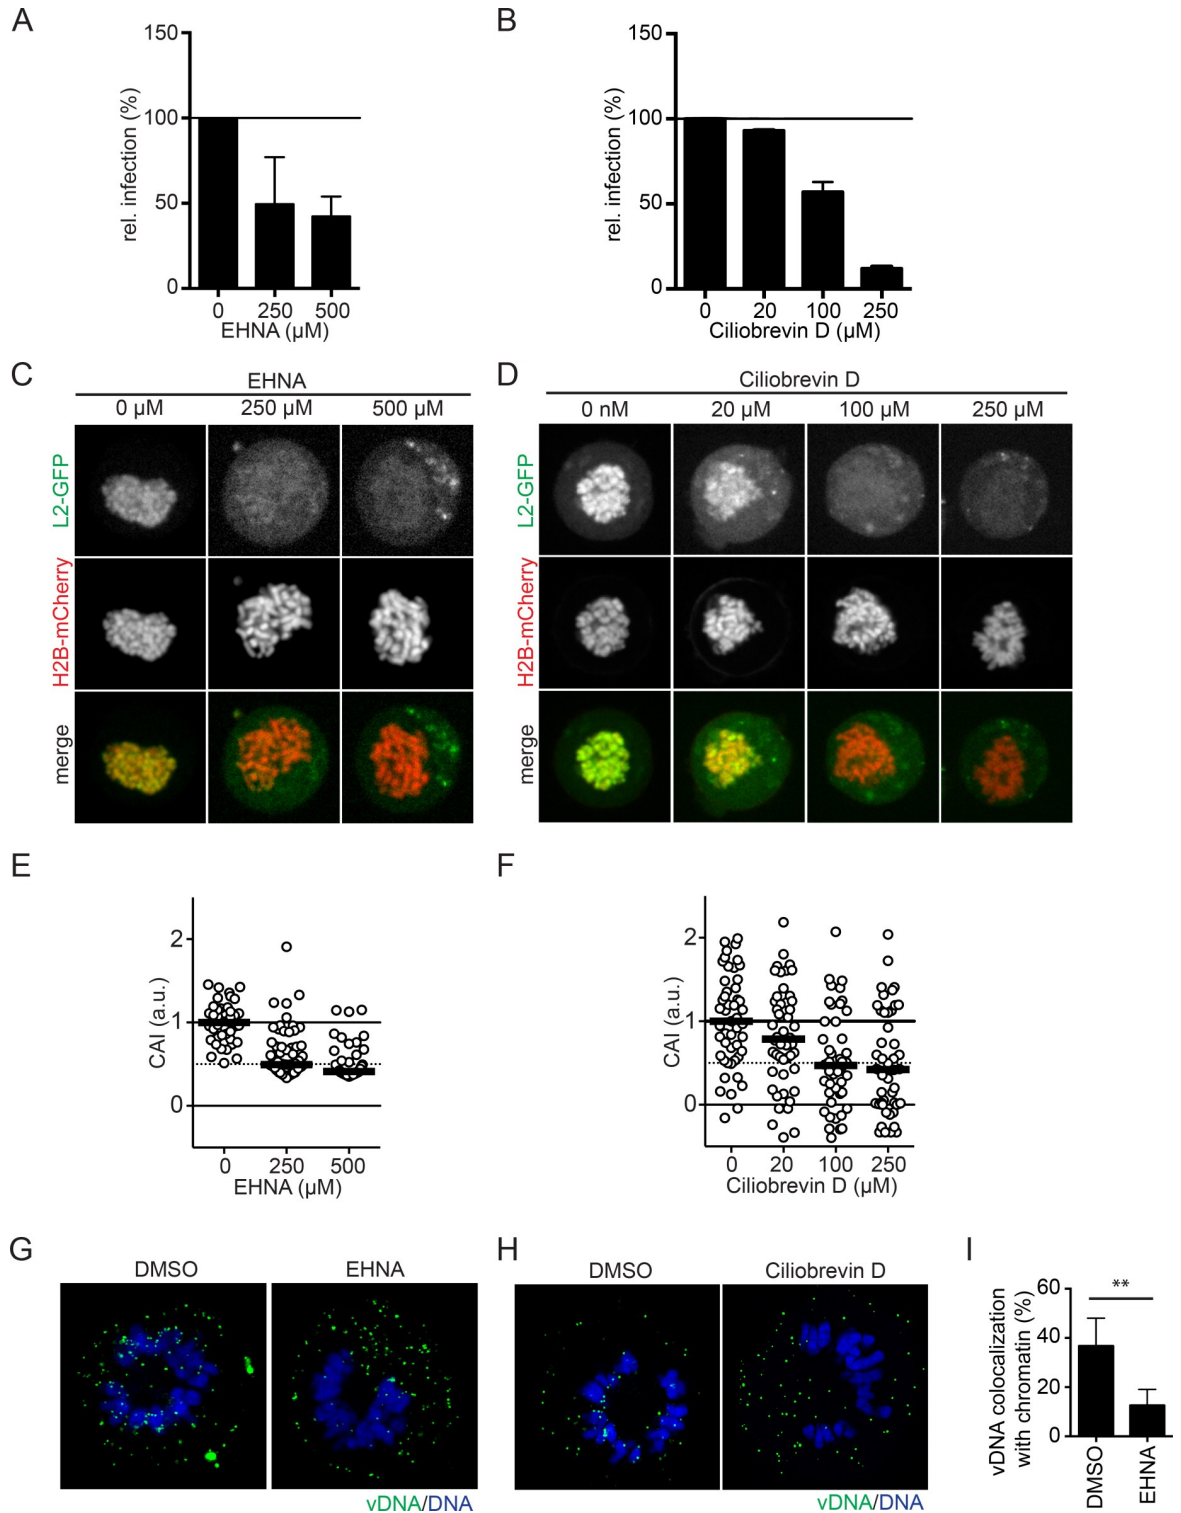 A
150
100
50
0
rel. infection (%)
0 250 500
EHNA (µM)
B
150
100
50
0
rel. infection (%)
0 20 100 250
Ciliobrevin D (µM)
C
EHNA
0 µM 250 µM 500 µM
L2-GFP
H2B-mCherry
merge
D
Ciliobrevin D
0 nM 20 µM 100 µM 250 µM
L2-GFP
H2B-mCherry
merge
E
2
1
0
CAI (a.u.)
0 250 500
EHNA (µM)
F
2
1
0
CAI (a.u.)
0 20 100 250
Ciliobrevin D (µM)
G
DMSO EHNA
vDNA/DNA
H
DMSO Ciliobrevin D
vDNA/DNA
I
vDNA colocalization
with chromatin (%)
60
40
20
0
**
DMSO
EHNA